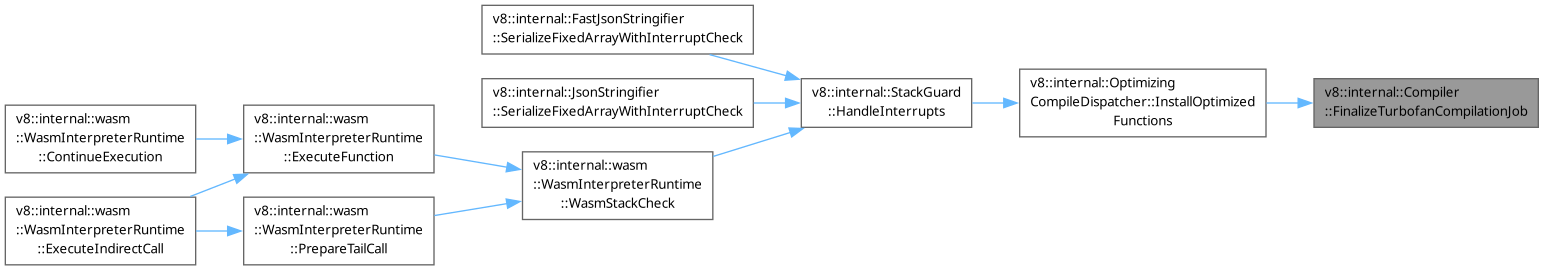 v8::internal::FastJsonStringifier
::SerializeFixedArrayWithInterruptCheck
v8::internal::JsonStringifier
::SerializeFixedArrayWithInterruptCheck
v8::internal::StackGuard
::HandleInterrupts
v8::internal::Optimizing
CompileDispatcher::InstallOptimized
Functions
v8::internal::Compiler
::FinalizeTurbofanCompilationJob
v8::internal::wasm
::WasmInterpreterRuntime
::ContinueExecution
v8::internal::wasm
::WasmInterpreterRuntime
::ExecuteFunction
v8::internal::wasm
::WasmInterpreterRuntime
::WasmStackCheck
v8::internal::wasm
::WasmInterpreterRuntime
::ExecuteIndirectCall
v8::internal::wasm
::WasmInterpreterRuntime
::PrepareTailCall